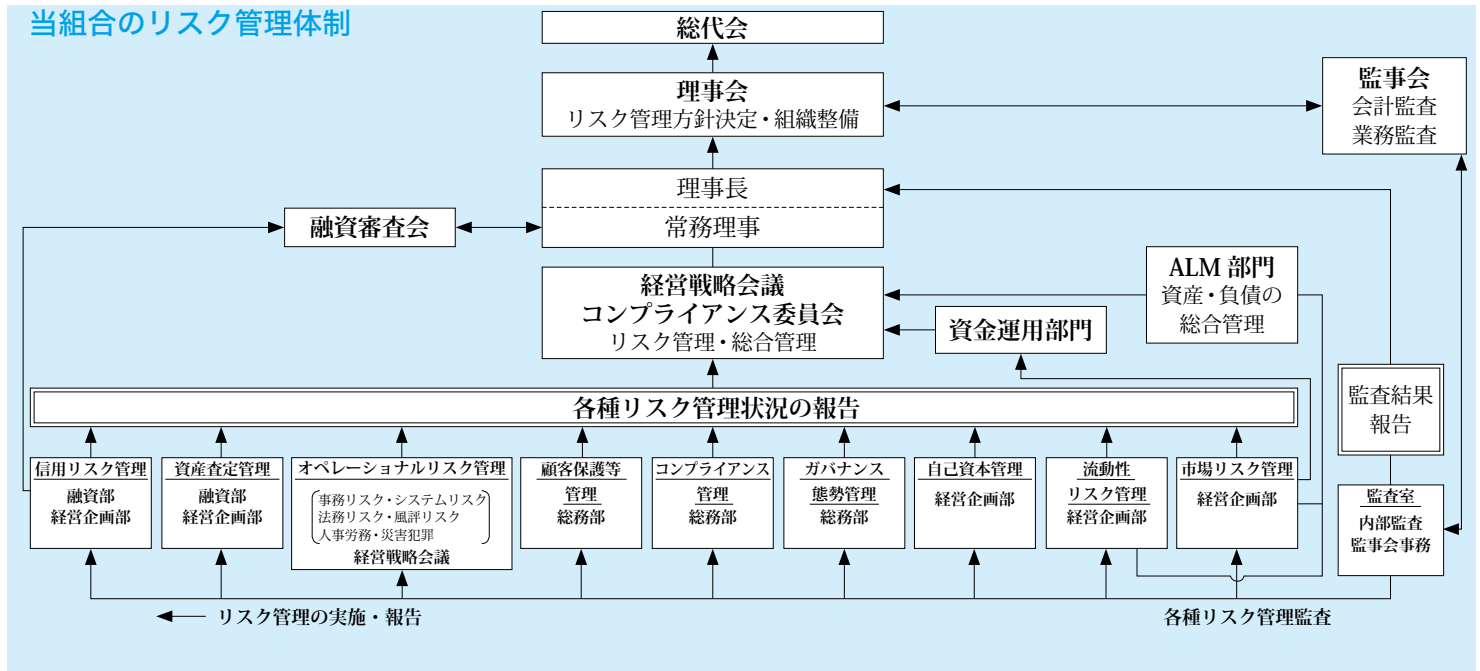 当組合のリスク管理体制
総代会
理事会
リスク管理方針決定・組織整備
監事会
会計監査
業務監査
理事長
常務理事
融資審査会
経営戦略会議
コンプライアンス委員会
リスク管理・総合管理
ALM 部門
資産・負債の
総合管理
資金運用部門
監査結果
報告
各種リスク管理状況の報告
信用リスク管理
融資部
経営企画部
資産査定管理
融資部
経営企画部
オペレーショナルリスク管理
事務リスク・システムリスク
法務リスク・風評リスク
人事労務・災害犯罪
経営戦略会議
顧客保護等
管理
総務部
コンプライアンス
管理
総務部
ガバナンス
態勢管理
総務部
自己資本管理
経営企画部
流動性
リスク管理
経営企画部
市場リスク管理
経営企画部
監査室
内部監査
監事会事務
リスク管理の実施・報告
各種リスク管理監査